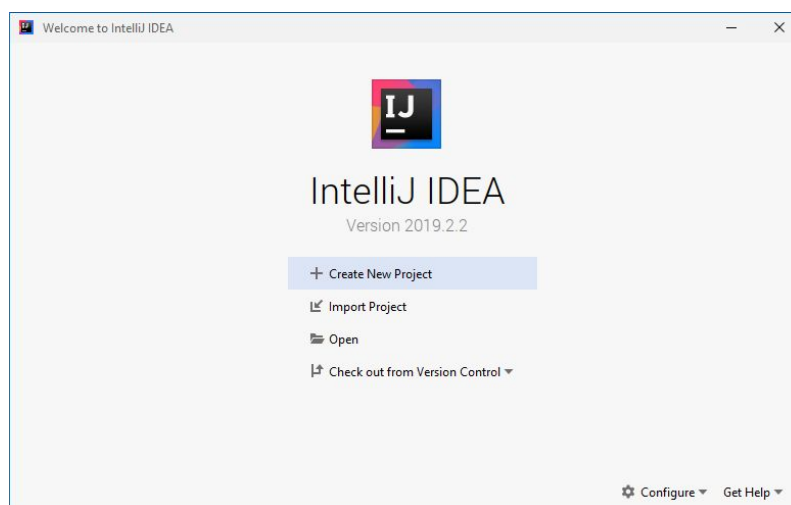 Welcome to IntelliJ IDEA
IJ
IntelliJ IDEA
Version 2019.2.2
Create New Project
Import Project
Open
Check out from Version Control
Configure Get Help